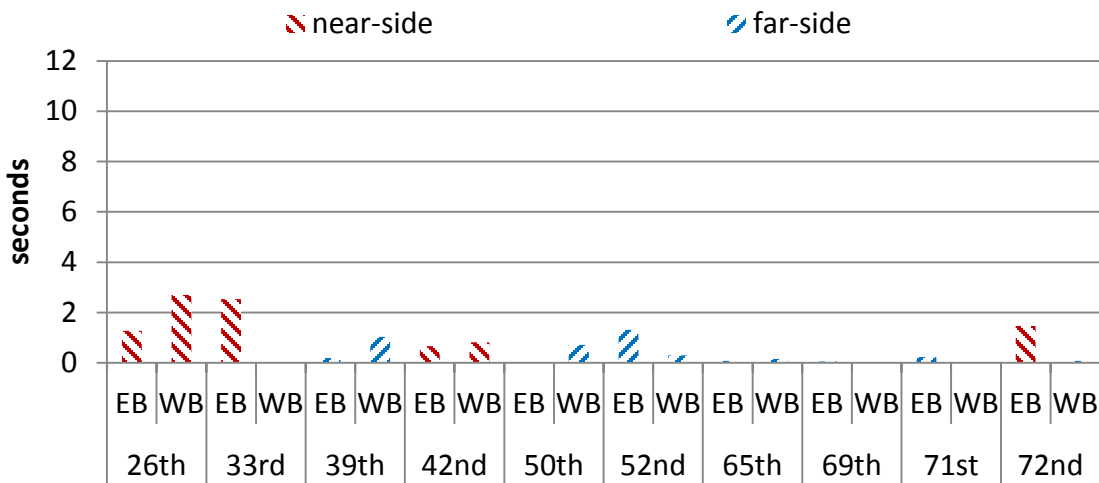 near-side far-side
12
10
8
6
4
2
0
seconds
EB WB EB WB EB WB EB WB EB WB EB WB EB WB EB WB EB WB EB WB
26th 33rd 39th 42nd 50th 52nd 65th 69th 71st 72nd